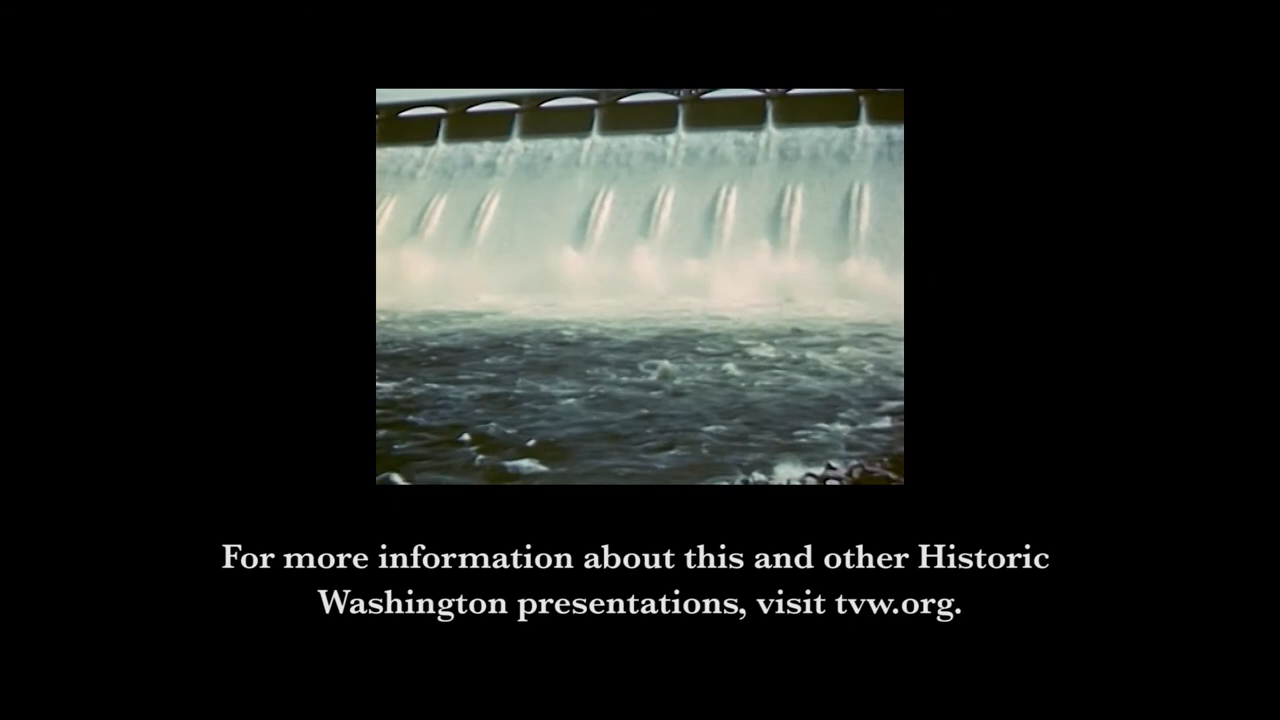 For more information about this and other Historic
Washington presentations, visit tvw.org.